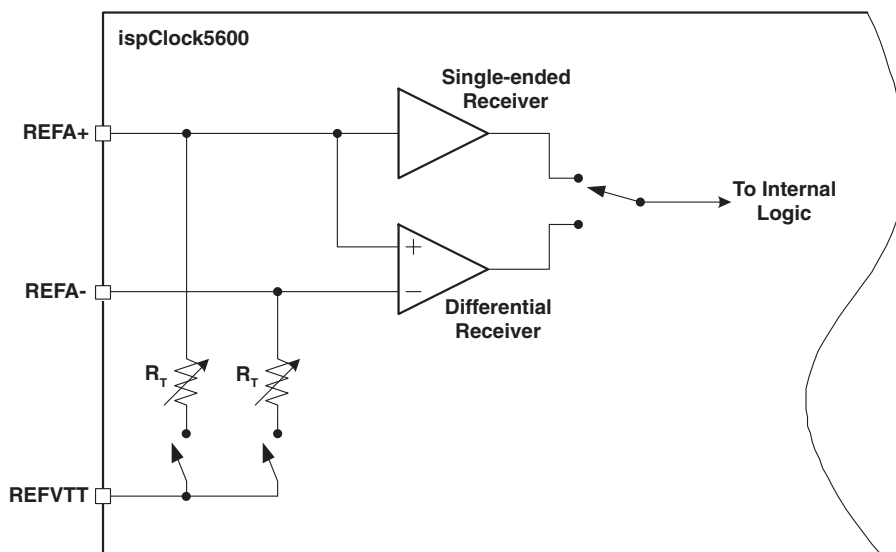 ispClock5600
Single-ended
Receiver
REFA+
To Internal
Logic
+
REFA-
−
Differential
Receiver
RT
RT
REFVTT